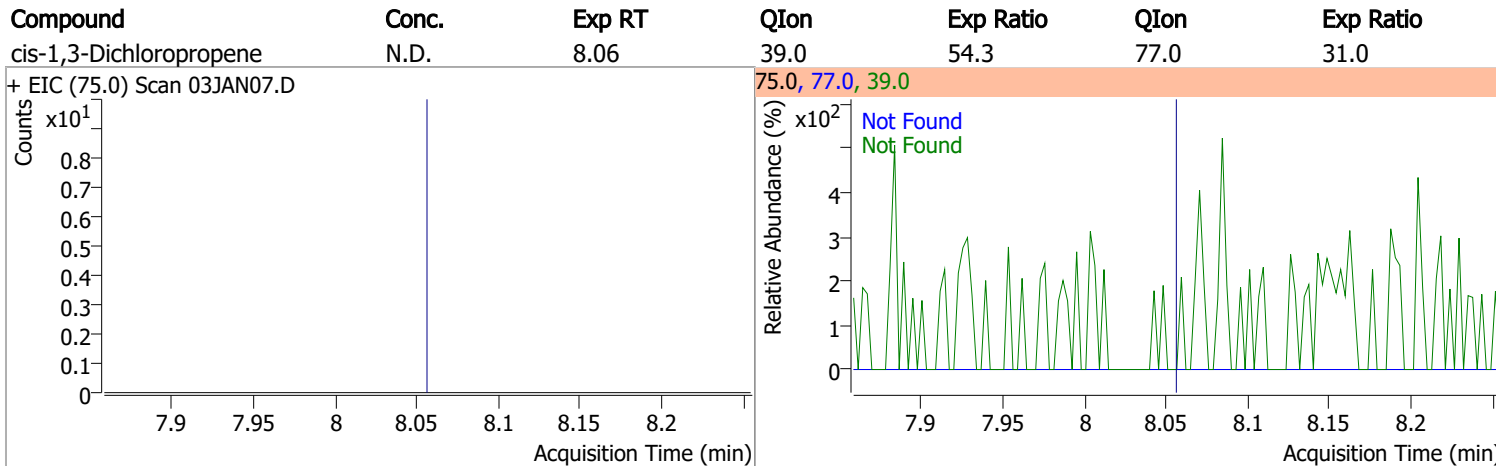 Compound Conc. Exp RT QIon Exp Ratio QIon Exp Ratio
cis-1,3-Dichloropropene N.D. 8.06 39.0 54.3 77.0 31.0
+ EIC (75.0) Scan 03JAN07.D
Counts
x10^1
0.8
0.7
0.6
0.5
0.4
0.3
0.2
0.1
0
7.9 7.95 8 8.05 8.1 8.15 8.2
Acquisition Time (min)
75.0, 77.0, 39.0
Relative Abundance (%)
x10^2
Not Found
Not Found
4
3
2
1
0
7.9 7.95 8 8.05 8.1 8.15 8.2
Acquisition Time (min)